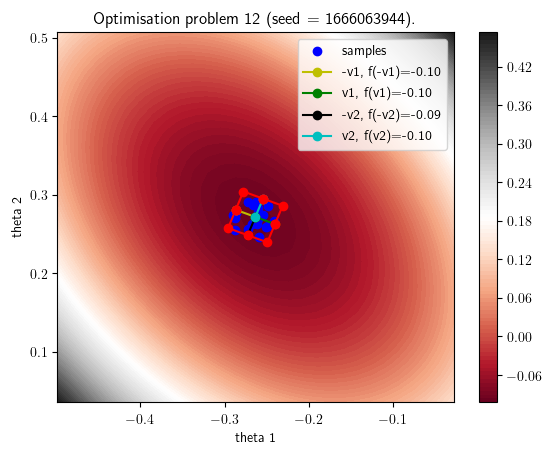 Optimisation problem 12 (seed = 1666063944).
samples
-v1, f(-v1)=-0.10
v1, f(v1)=-0.10
-v2, f(-v2)=-0.09
v2, f(v2)=-0.10
0.5
0.4
0.3
0.2
0.1
theta 2
−0.4
−0.3
−0.2
−0.1
theta 1
0.42
0.36
0.30
0.24
0.18
0.12
0.06
0.00
−0.06